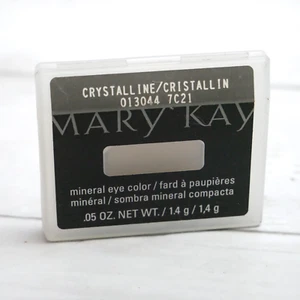 CRYSTALLINE/CRISTALLIN
013044 7C21
MARY KAY
mineral eye color / fard à paupières
minéral / sombra mineral compacta
.05 OZ. NET WT. / 1.4 g / 1,4 g